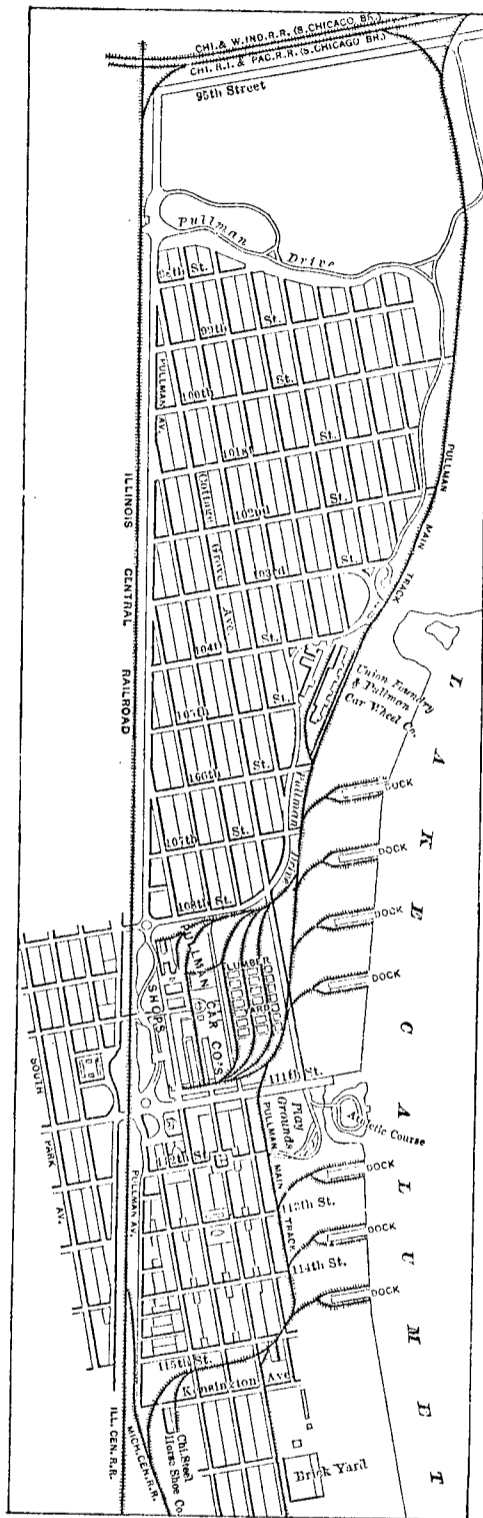 CHI. & W. IND. R.R. (S. CHICAGO BR.)
CHI. R.I. & PAC. R.R. (S. CHICAGO BR.)
95th Street
Pullman Drive
98th St.
99th St.
PULLMAN AV.
100th St.
101st St.
Cottage Grove Ave.
102nd St.
103rd St.
ILLINOIS CENTRAL RAILROAD
PULLMAN MAIN TRACK
104th St.
Union Foundry
& Pullman
Car Wheel Co.
105th St.
106th St.
Pullman Drive
107th St.
108th St.
DOCK
DOCK
DOCK
DOCK
LAKE CALUMET
PULLMAN CAR CO'S
SHOPS
LUMBER
YARD
111th St.
Play
Grounds
Athletic Course
SOUTH PARK AV.
112th St.
PULLMAN MAIN TRACK
PULLMAN AV.
113th St.
114th St.
DOCK
DOCK
DOCK
115th St.
Kensington Ave
ILL. CEN. R.R.
MICH. CEN. R.R.
Chi. Steel
Horse Shoe Co.
Brick Yard